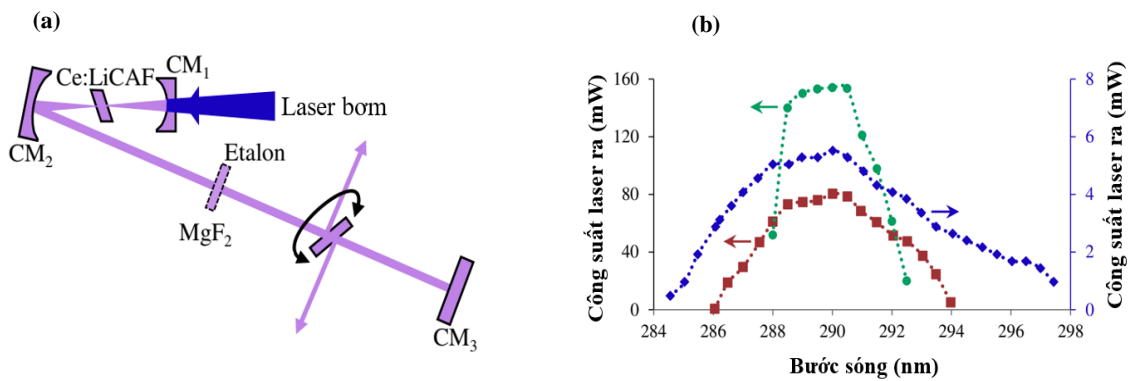 (a)
Ce:LiCAF
CM₁
Laser bơm
CM₂
Etalon
MgF₂
CM₃
(b)
Công suất laser ra (mW)
160
120
80
40
0
8
6
4
2
0
Công suất laser ra (mW)
284 286 288 290 292 294 296 298
Bước sóng (nm)